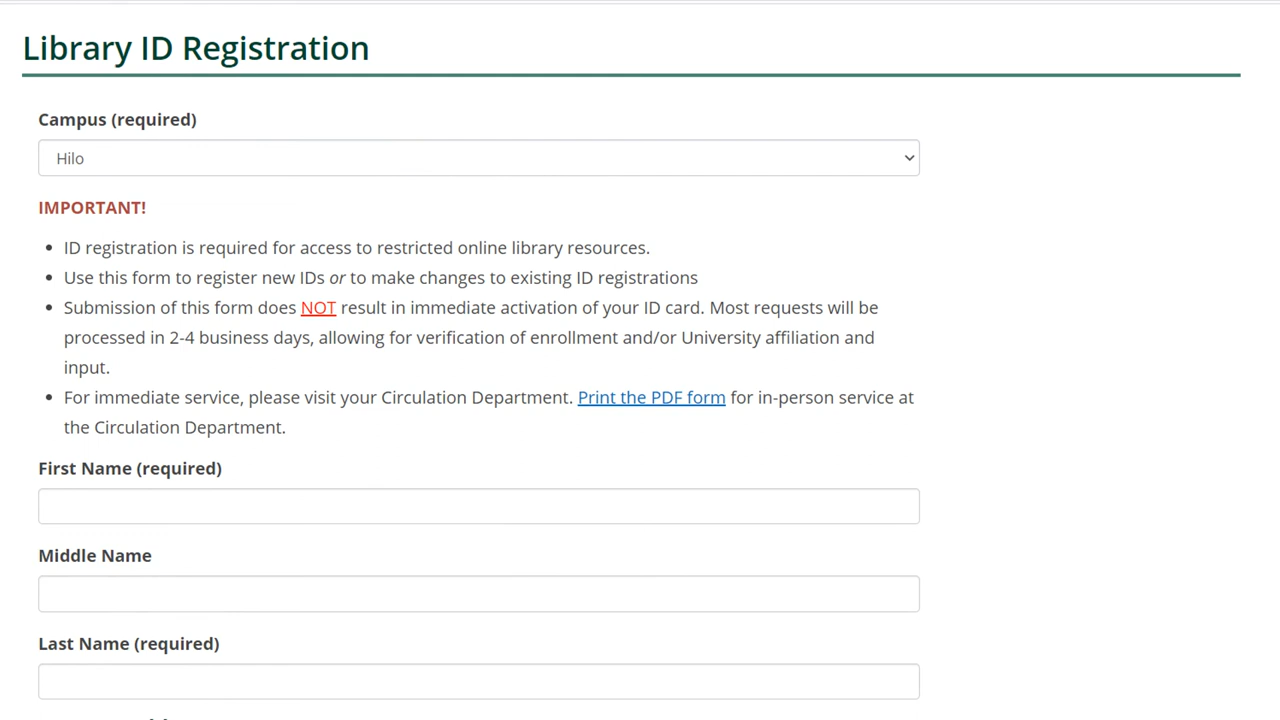 Library ID Registration
Campus (required)
Hilo
IMPORTANT!
ID registration is required for access to restricted online library resources.
Use this form to register new IDs or to make changes to existing ID registrations
Submission of this form does NOT result in immediate activation of your ID card. Most requests will be
processed in 2-4 business days, allowing for verification of enrollment and/or University affiliation and
input.
For immediate service, please visit your Circulation Department. Print the PDF form for in-person service at
the Circulation Department.
First Name (required)
Middle Name
Last Name (required)